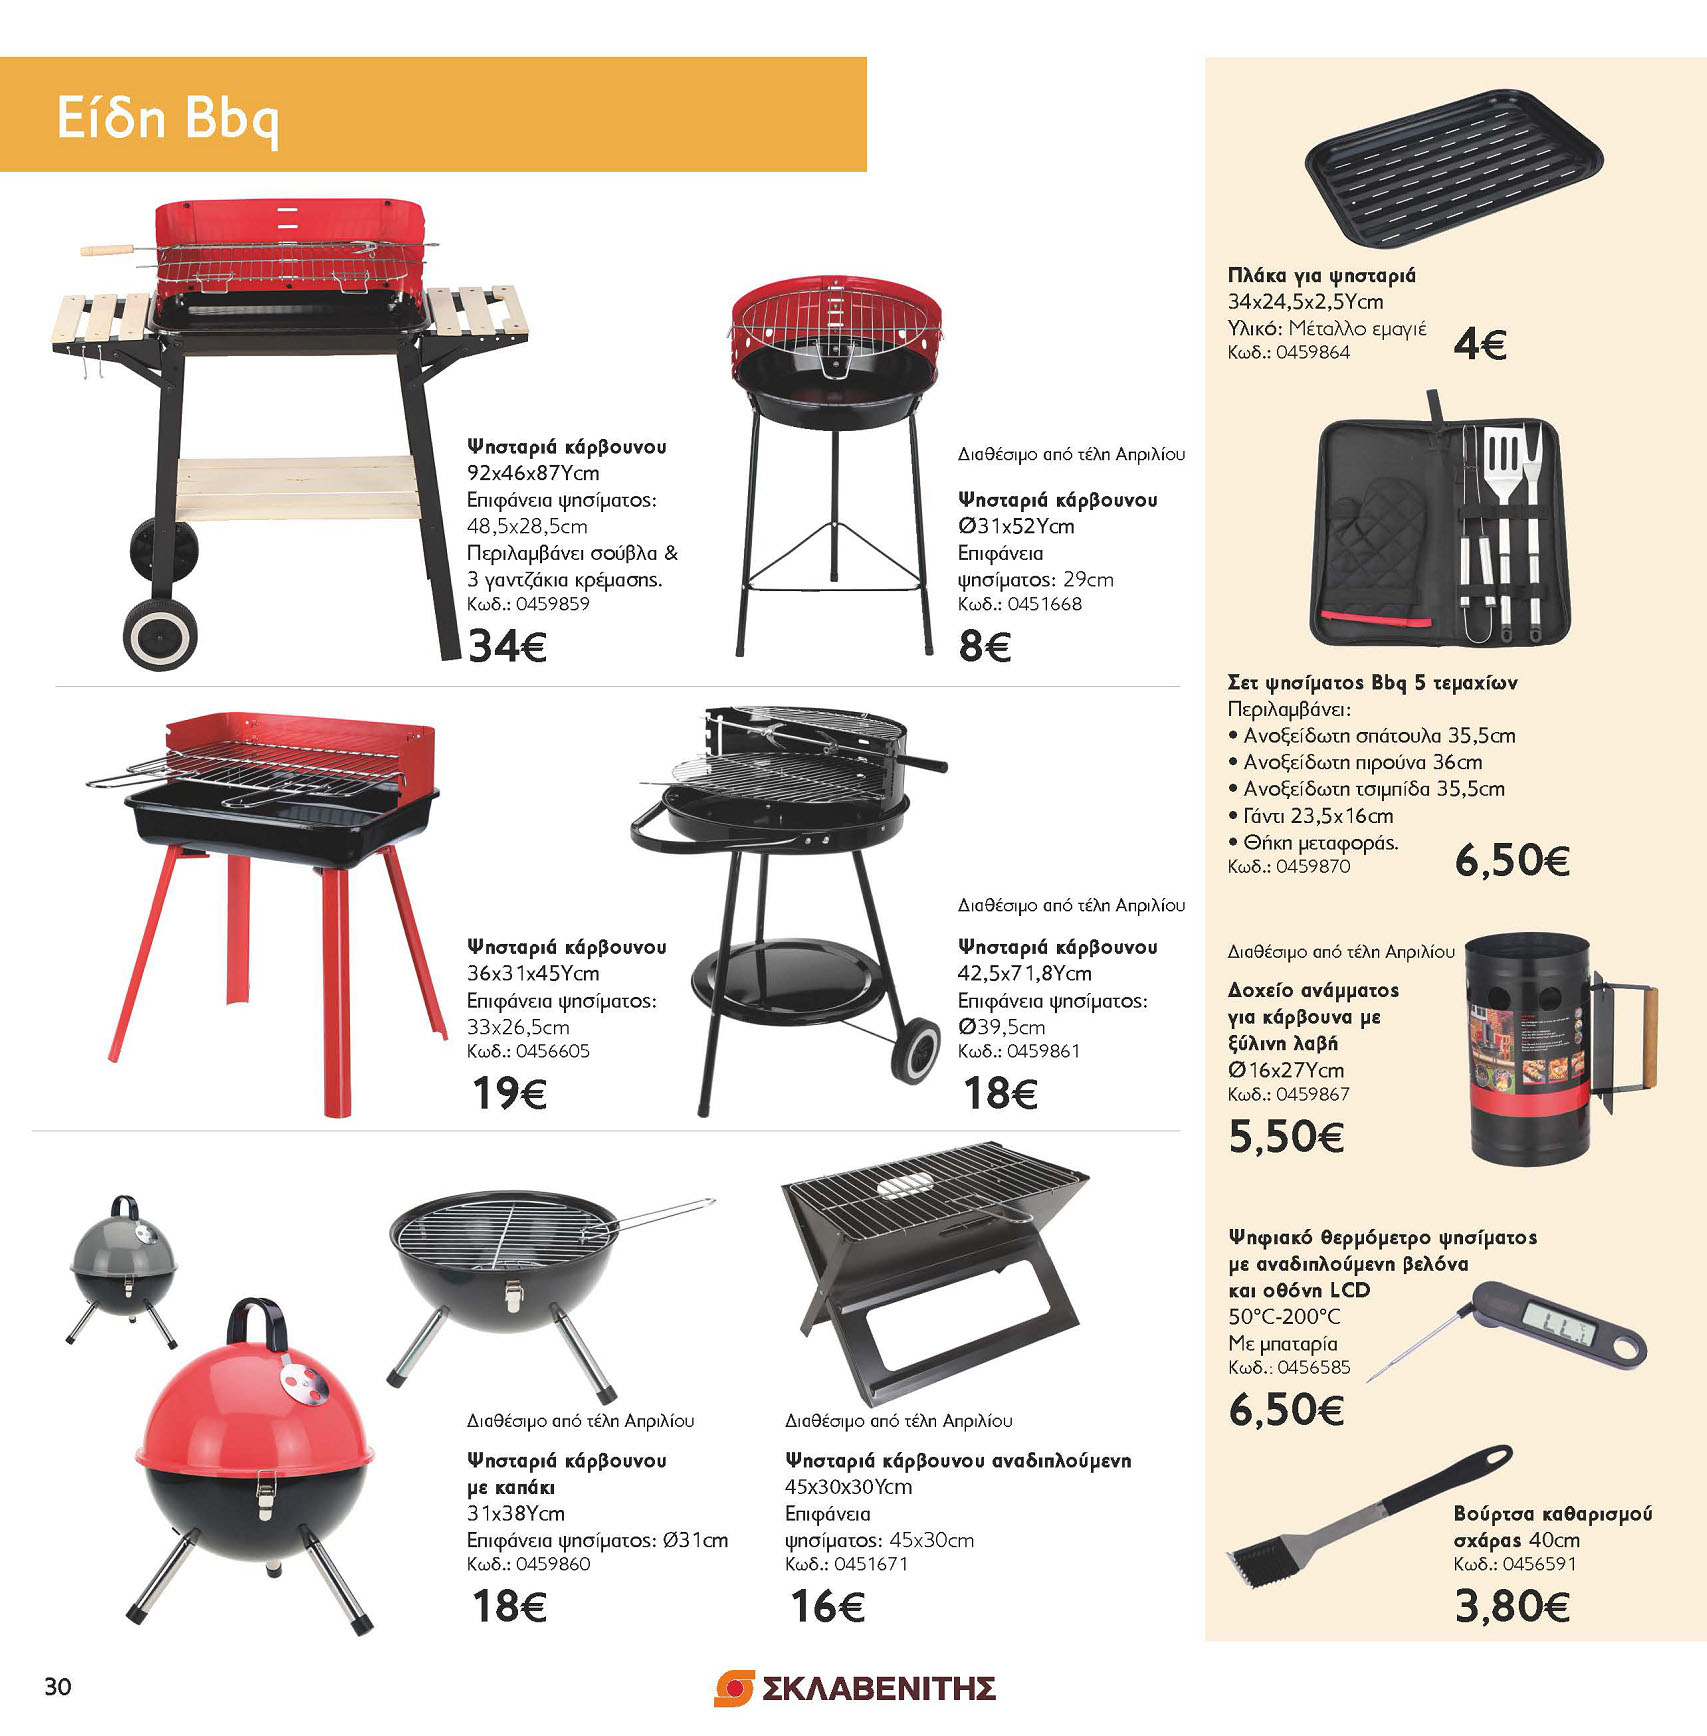 Είδη Bbq
Ψησταριά κάρβουνου
92x46x87Ycm
Επιφάνεια ψησίματος:
48,5x28,5cm
Περιλαμβάνει σούβλα &
3 γαντζάκια κρέμασης.
Κωδ.: 0459859
34€
Διαθέσιμο από τέλη Απριλίου
Ψησταριά κάρβουνου
Ø31x52Ycm
Επιφάνεια
ψησίματος: 29cm
Κωδ.: 0451668
8€
Ψησταριά κάρβουνου
36x31x45Ycm
Επιφάνεια ψησίματος:
33x26,5cm
Κωδ.: 0456605
19€
Διαθέσιμο από τέλη Απριλίου
Ψησταριά κάρβουνου
42,5x71,8Ycm
Επιφάνεια ψησίματος:
Ø39,5cm
Κωδ.: 0459861
18€
Διαθέσιμο από τέλη Απριλίου
Ψησταριά κάρβουνου
με καπάκι
31x38Ycm
Επιφάνεια ψησίματος: Ø31cm
Κωδ.: 0459860
18€
Διαθέσιμο από τέλη Απριλίου
Ψησταριά κάρβουνου αναδιπλούμενη
45x30x30Ycm
Επιφάνεια
ψησίματος: 45x30cm
Κωδ.: 0451671
16€
Πλάκα για ψησταριά
34x24,5x2,5Ycm
Υλικό: Μέταλλο εμαγιέ
Κωδ.: 0459864
4€
Σετ ψησίματος Bbq 5 τεμαχίων
Περιλαμβάνει:
• Ανοξείδωτη σπάτουλα 35,5cm
• Ανοξείδωτη πιρούνα 36cm
• Ανοξείδωτη τσιμπίδα 35,5cm
• Γάντι 23,5x16cm
• Θήκη μεταφοράς.
Κωδ.: 0459870
6,50€
Διαθέσιμο από τέλη Απριλίου
Δοχείο ανάμματος
για κάρβουνα με
ξύλινη λαβή
Ø16x27Ycm
Κωδ.: 0459867
5,50€
Ψηφιακό θερμόμετρο ψησίματος
με αναδιπλούμενη βελόνα
και οθόνη LCD
50°C-200°C
Με μπαταρία
Κωδ.: 0456585
6,50€
Βούρτσα καθαρισμού
σχάρας 40cm
Κωδ.: 0456591
3,80€
30
ΣΚΛΑΒΕΝΙΤΗΣ